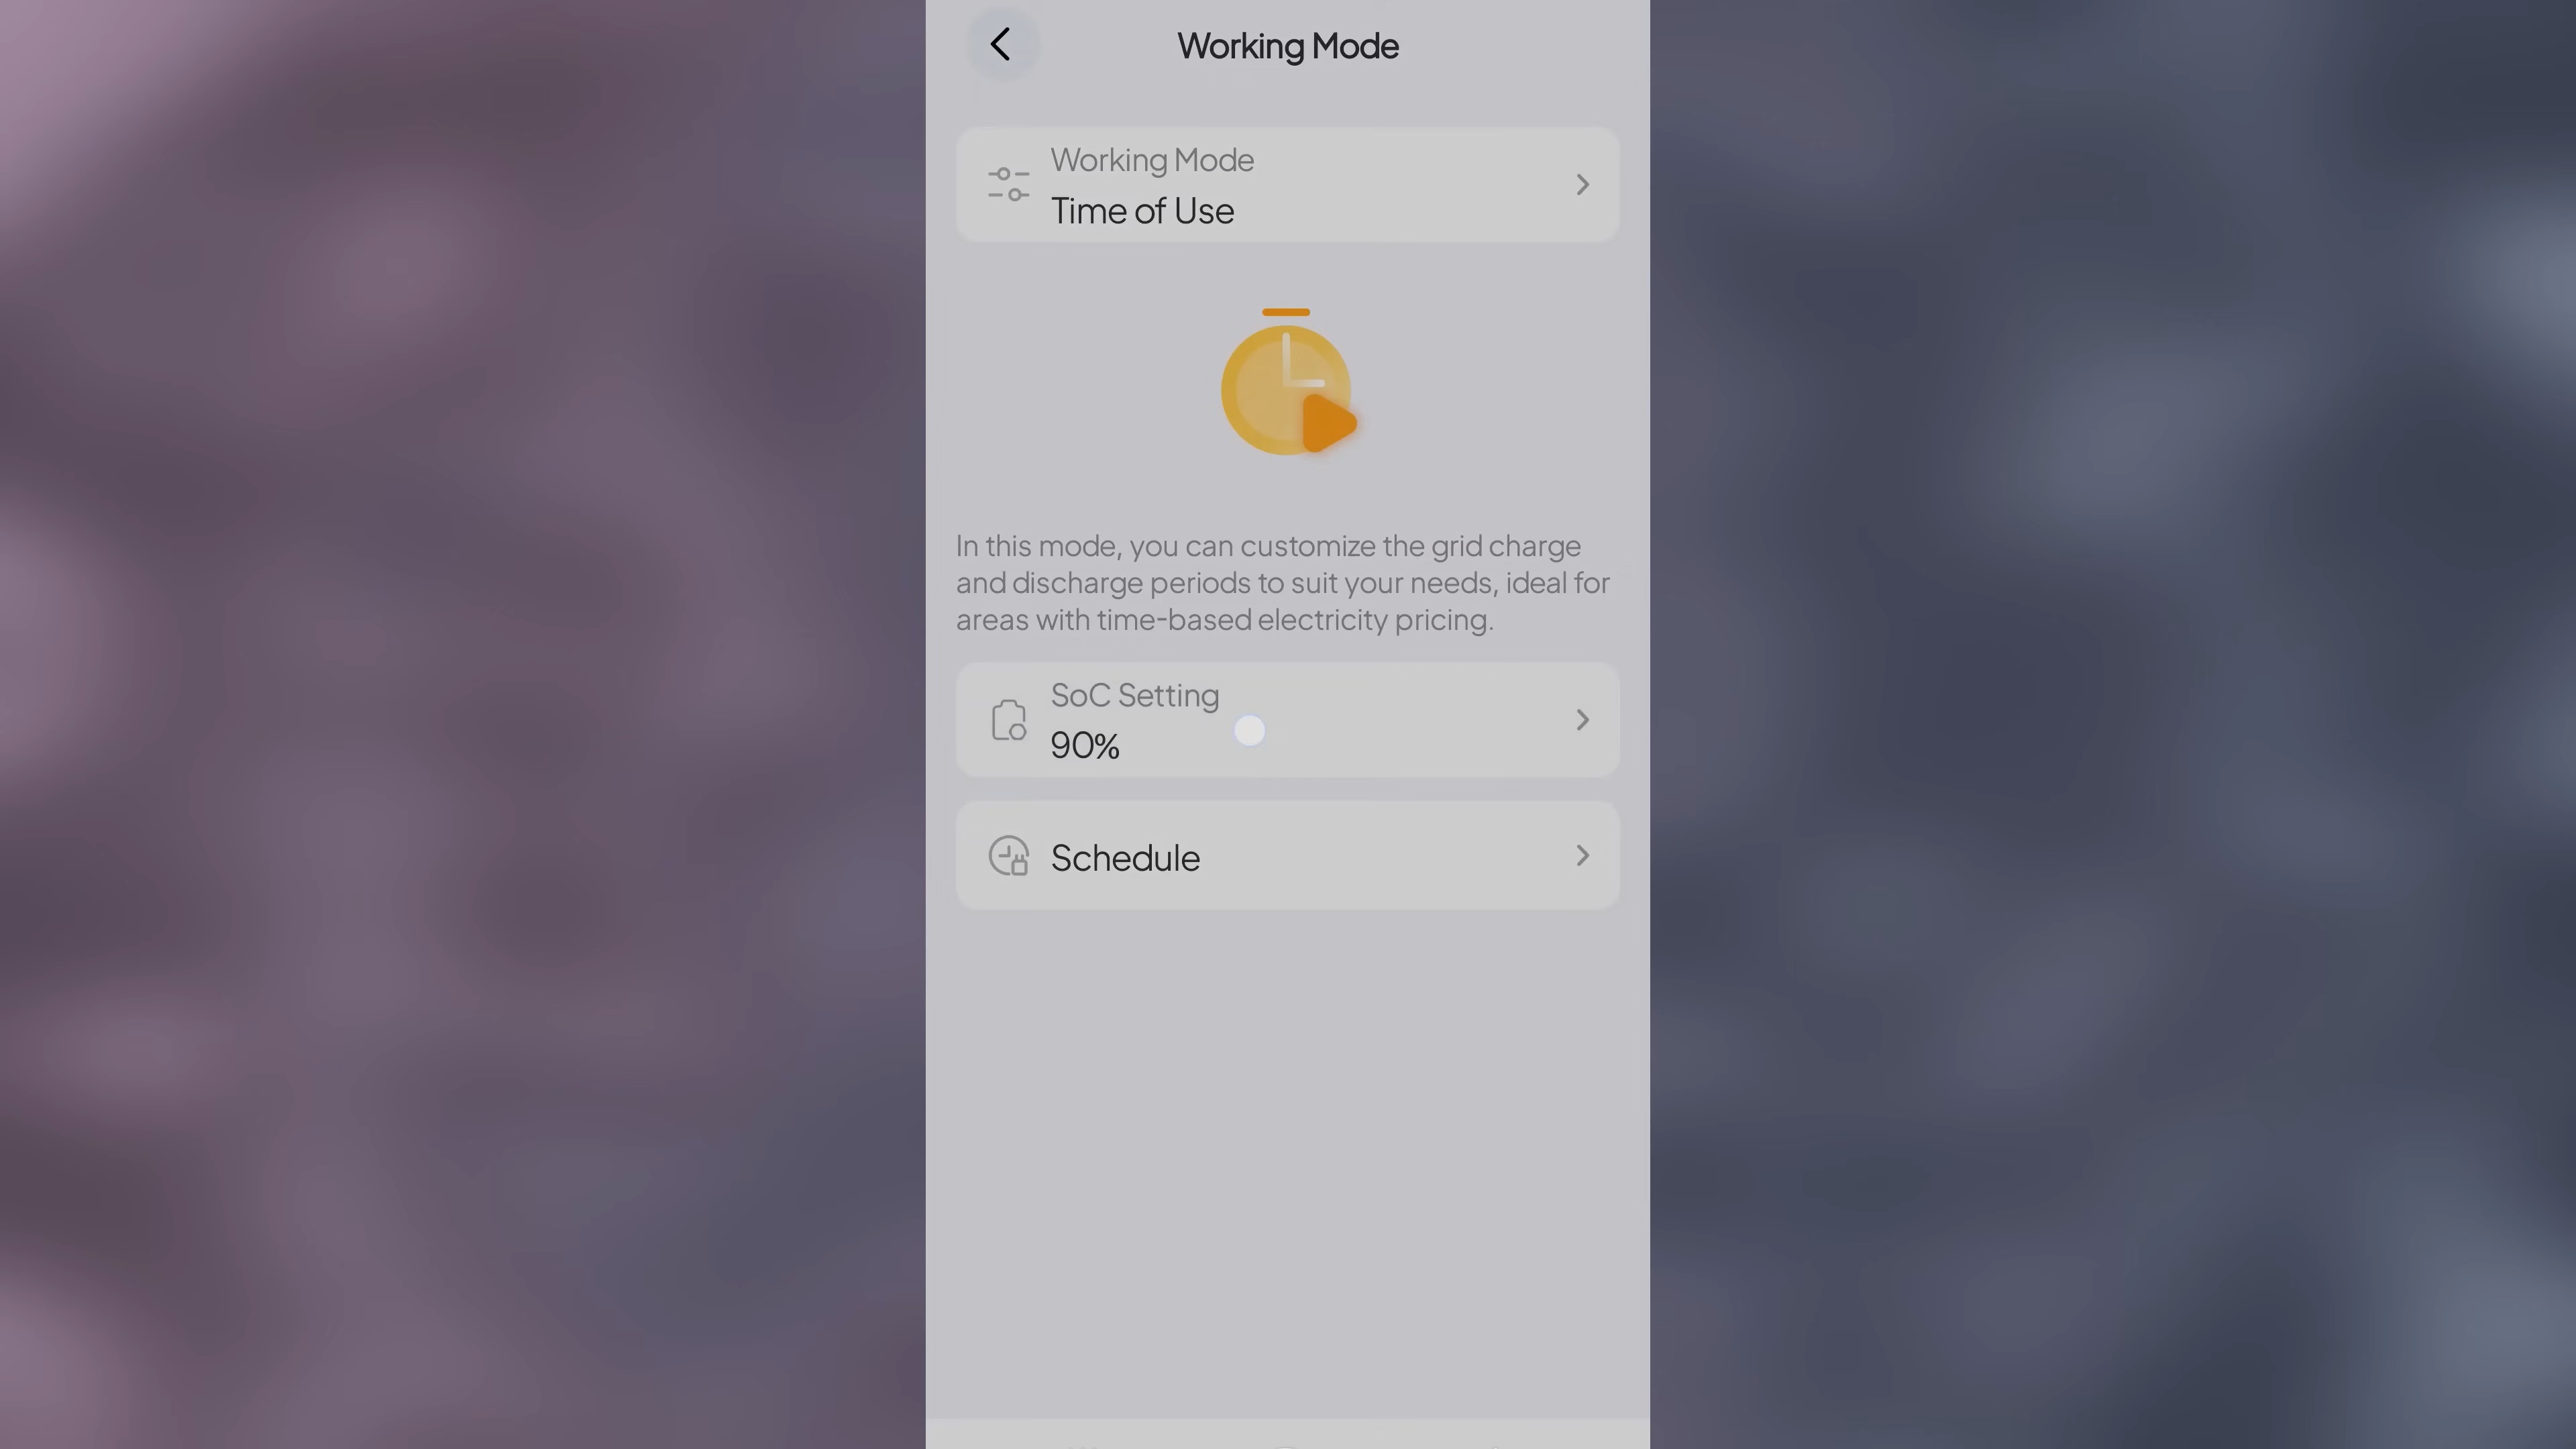 Working Mode
Working Mode
Time of Use
In this mode, you can customize the grid charge
and discharge periods to suit your needs, ideal for
areas with time-based electricity pricing.
SoC Setting
90%
Schedule